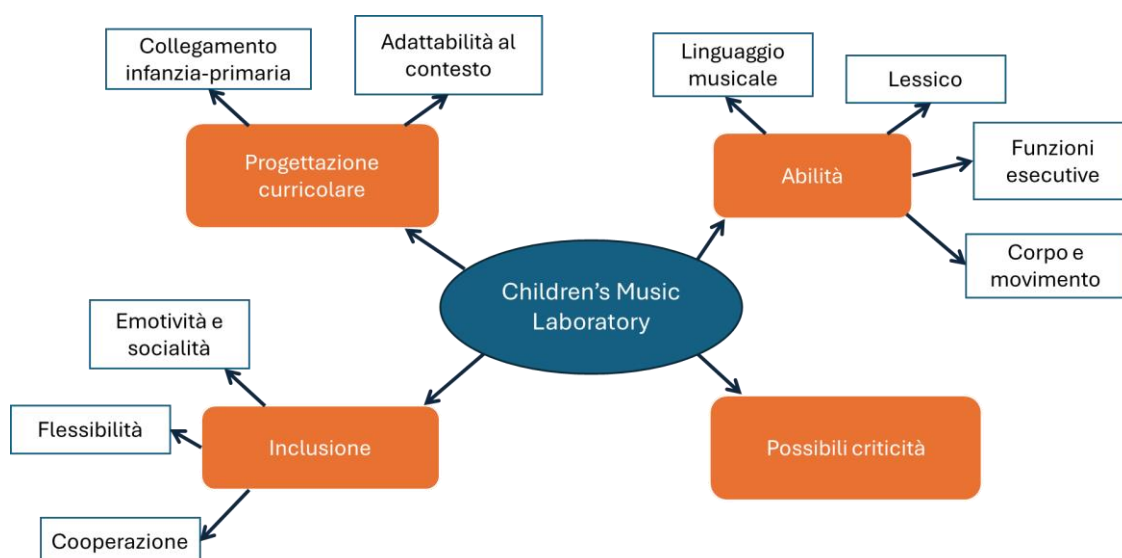 Collegamento
infanzia-primaria
Adattabilità al
contesto
Progettazione
curricolare
Linguaggio
musicale
Lessico
Funzioni
esecutive
Abilità
Corpo e
movimento
Children’s Music
Laboratory
Emotività e
socialità
Flessibilità
Inclusione
Cooperazione
Possibili criticità